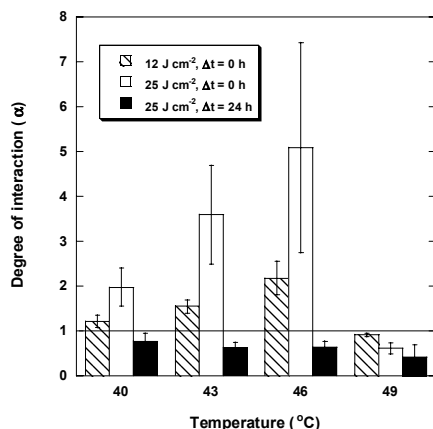 8
7
6
5
4
3
2
1
0
Degree of interaction (α)
12 J cm⁻², Δt = 0 h
25 J cm⁻², Δt = 0 h
25 J cm⁻², Δt = 24 h
40 43 46 49
Temperature (°C)